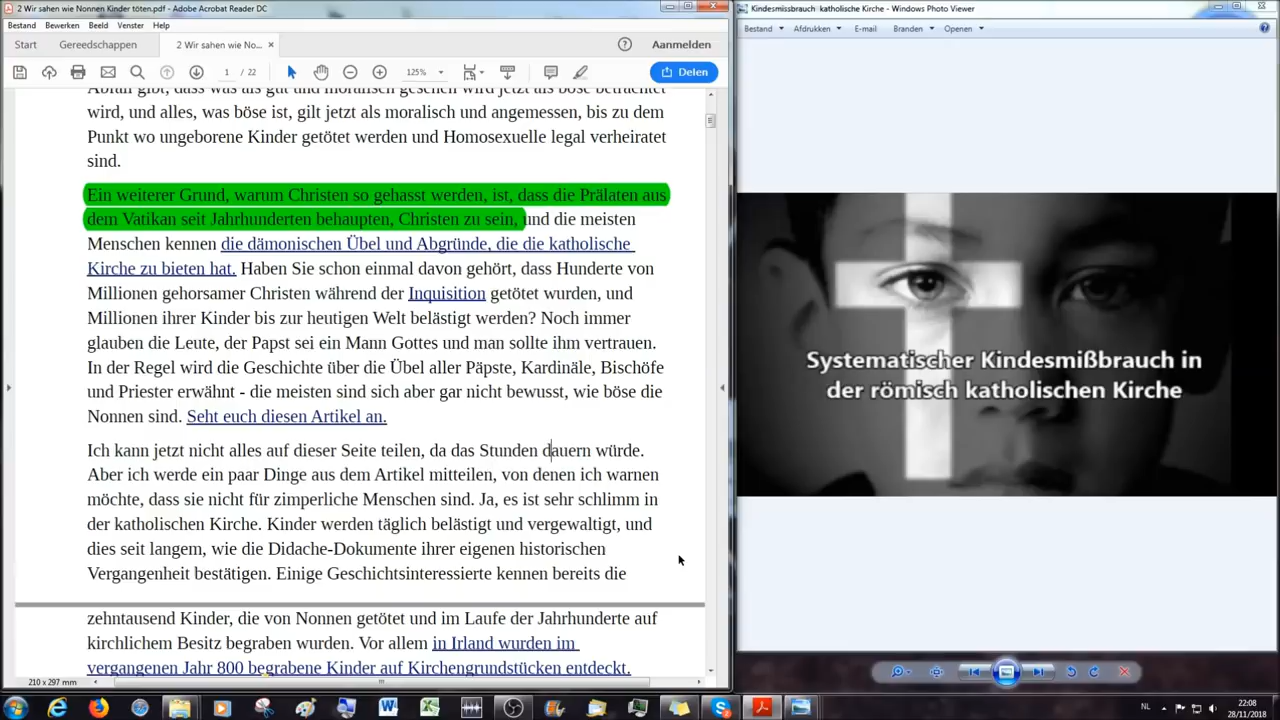 2 Wir sahen wie Nonnen Kinder töten.pdf - Adobe Acrobat Reader DC
Bestand Bewerken Beeld Venster Help
Start Gereedschappen 2 Wir sahen wie No... × Aanmelden
1 / 22 125% Delen
Abfall gibt, dass was als gut und moralisch gesehen wird jetzt als böse betrachtet
wird, und alles, was böse ist, gilt jetzt als moralisch und angemessen, bis zu dem
Punkt wo ungeborene Kinder getötet werden und Homosexuelle legal verheiratet
sind.
Ein weiterer Grund, warum Christen so gehasst werden, ist, dass die Prälaten aus
dem Vatikan seit Jahrhunderten behaupten, Christen zu sein, und die meisten
Menschen kennen die dämonischen Übel und Abgründe, die die katholische
Kirche zu bieten hat. Haben Sie schon einmal davon gehört, dass Hunderte von
Millionen gehorsamer Christen während der Inquisition getötet wurden, und
Millionen ihrer Kinder bis zur heutigen Welt belästigt werden? Noch immer
glauben die Leute, der Papst sei ein Mann Gottes und man sollte ihm vertrauen.
In der Regel wird die Geschichte über die Übel aller Päpste, Kardinäle, Bischöfe
und Priester erwähnt - die meisten sind sich aber gar nicht bewusst, wie böse die
Nonnen sind. Seht euch diesen Artikel an.
Ich kann jetzt nicht alles auf dieser Seite teilen, da das Stunden dauern würde.
Aber ich werde ein paar Dinge aus dem Artikel mitteilen, von denen ich warnen
möchte, dass sie nicht für zimperliche Menschen sind. Ja, es ist sehr schlimm in
der katholischen Kirche. Kinder werden täglich belästigt und vergewaltigt, und
dies seit langem, wie die Didache-Dokumente ihrer eigenen historischen
Vergangenheit bestätigen. Einige Geschichtsinteressierte kennen bereits die
zehntausend Kinder, die von Nonnen getötet und im Laufe der Jahrhunderte auf
kirchlichem Besitz begraben wurden. Vor allem in Irland wurden im
vergangenen Jahr 800 begrabene Kinder auf Kirchengrundstücken entdeckt.
210 x 297 mm
Kindesmissbrauch katholische Kirche - Windows Photo Viewer
Bestand Afdrukken E-mail Branden Openen
Systematischer Kindesmißbrauch in
der römisch katholischen Kirche
NL 22:08
28/11/2018